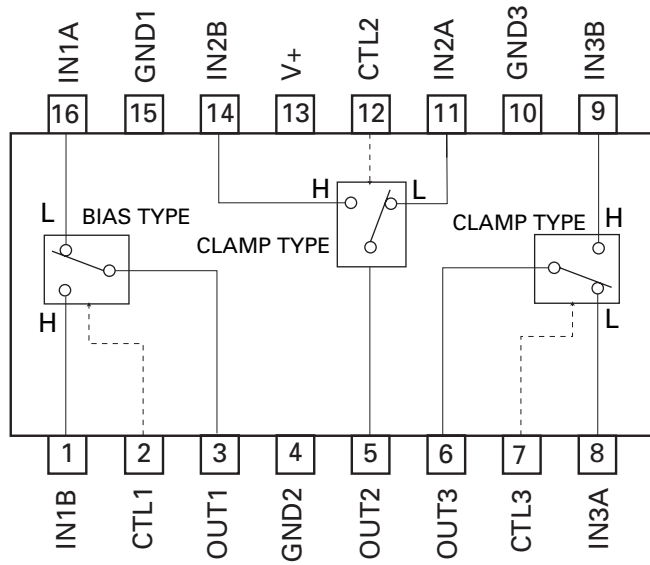 IN1A
GND1
IN2B
V+
CTL2
IN2A
GND3
IN3B
16
15
14
13
12
11
10
9
H
L
L
BIAS TYPE
CLAMP TYPE
H
CLAMP TYPE
H
L
1
2
3
4
5
6
7
8
IN1B
CTL1
OUT1
GND2
OUT2
OUT3
CTL3
IN3A